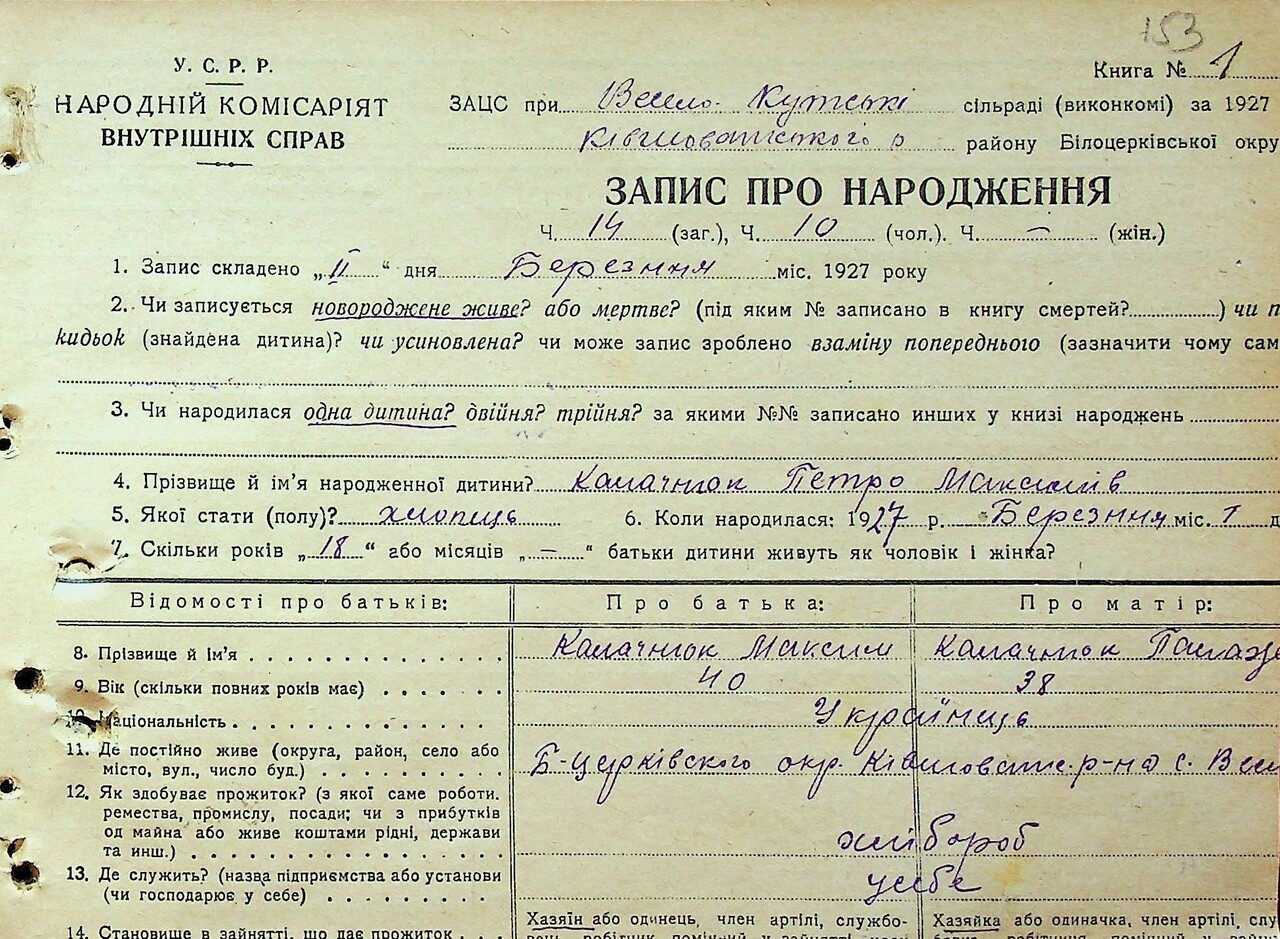 153
У. С. Р. Р.
НАРОДНІЙ КОМІСАРІЯТ
ВНУТРІШНІХ СПРАВ
Книга № 1
ЗАЦС при Весело-Кутські сільраді (виконкомі) за 1927
району Білоцерківської окру
ЗАПИС ПРО НАРОДЖЕННЯ
Ч. 14 (заг.), Ч. 10 (чол.). Ч. — (жін.)
1. Запис складено „II“ дня Березння міс. 1927 року
2. Чи записується новороджене живе? або мертве? (під яким № записано в книгу смертей?) чи п
кидьок (знайдена дитина)? чи усиновлена? чи може запис зроблено взаміну попереднього (зазначити чому сам
3. Чи народилася одна дитина? двійня? трійня? за якими №№ записано инших у книзі народжень
4. Прізвище й ім’я народженної дитини? Калачнюк Петро Максимів
5. Якої стати (полу)? хлопець 6. Коли народилася: 1927 р. Березння міс. 1 д
7. Скільки років „18“ або місяців „—“ батьки дитини живуть як чоловік і жінка?
Відомості про батьків: Про батька: Про матір:
8. Прізвище й ім’я Калачнюк Максим Калачнюк
9. Вік (скільки повних років має) 40 38
10. Національність Українець
11. Де постійно живе (округа, район, село або
місто, вул., число буд.) Б-церківского окр. Ківшоватс. р-на с. Весе
12. Як здобуває прожиток? (з якої саме роботи.
ремества, промислу, посади; чи з прибутків
од майна або живе коштами рідні, держави
та инш.) хлібороб
13. Де служить? (назва підприємства або установи
(чи господарює у себе) усебе
Хазяїн або одинець, член артілі, службо- Хазяйка або одиначка, член артілі, слу
14. Становище в зайнятті, що дає прожиток